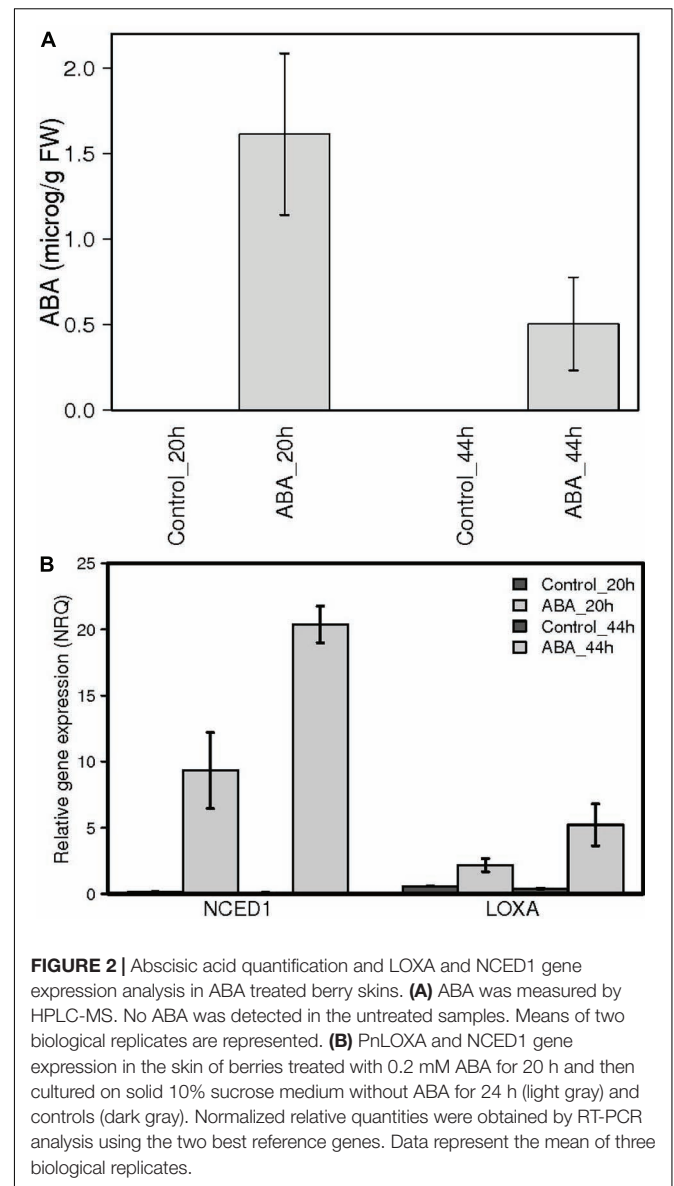 A
ABA (microg/g FW)
2.0
1.5
1.0
0.5
0.0
Control_20h
ABA_20h
Control_44h
ABA_44h
B
Relative gene expression (NRQ)
25
20
15
10
5
0
Control_20h
ABA_20h
Control_44h
ABA_44h
NCED1
LOXA
FIGURE 2 | Abscisic acid quantification and LOXA and NCED1 gene
expression analysis in ABA treated berry skins. (A) ABA was measured by
HPLC-MS. No ABA was detected in the untreated samples. Means of two
biological replicates are represented. (B) PnLOXA and NCED1 gene
expression in the skin of berries treated with 0.2 mM ABA for 20 h and then
cultured on solid 10% sucrose medium without ABA for 24 h (light gray) and
controls (dark gray). Normalized relative quantities were obtained by RT-PCR
analysis using the two best reference genes. Data represent the mean of three
biological replicates.